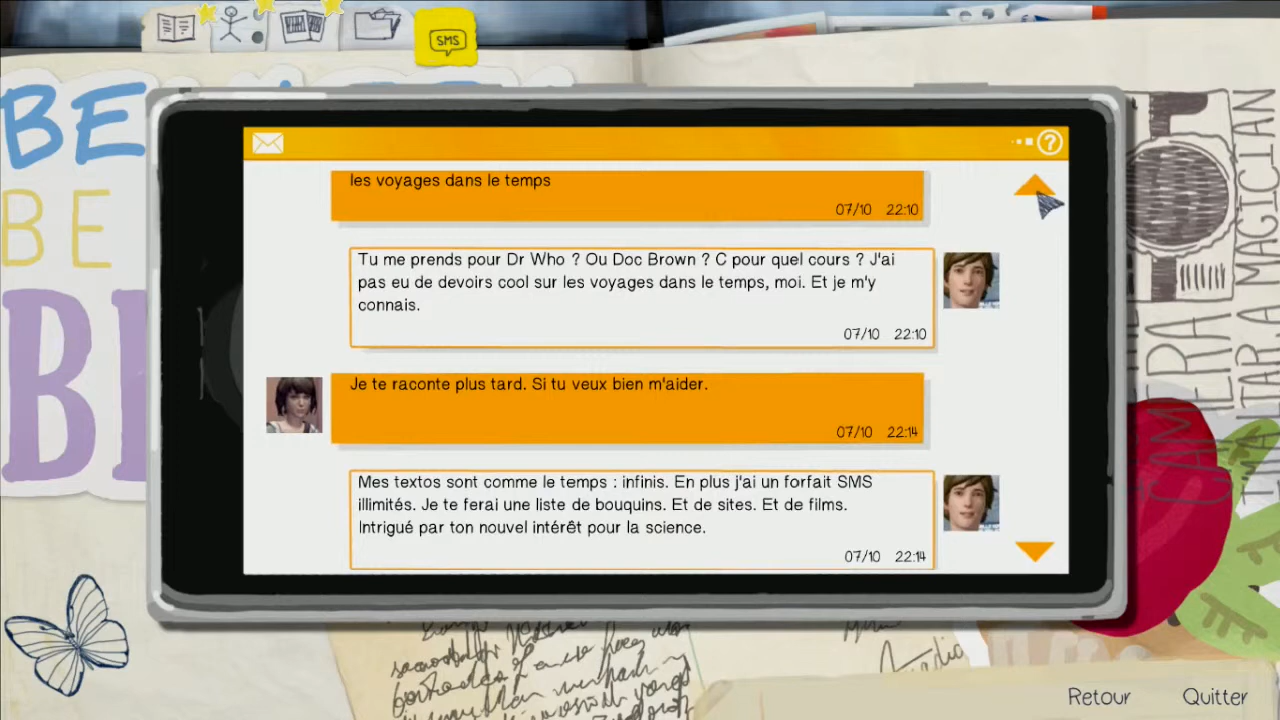 SMS
BE
BE
les voyages dans le temps
07/10 22:10
Tu me prends pour Dr Who ? Ou Doc Brown ? C pour quel cours ? J'ai
pas eu de devoirs cool sur les voyages dans le temps, moi. Et je m'y
connais.
07/10 22:10
Je te raconte plus tard. Si tu veux bien m'aider.
07/10 22:14
Mes textos sont comme le temps : infinis. En plus j'ai un forfait SMS
illimités. Je te ferai une liste de bouquins. Et de sites. Et de films.
Intrigué par ton nouvel intérêt pour la science.
07/10 22:14
CAMERA
MAGICIAN
Retour Quitter